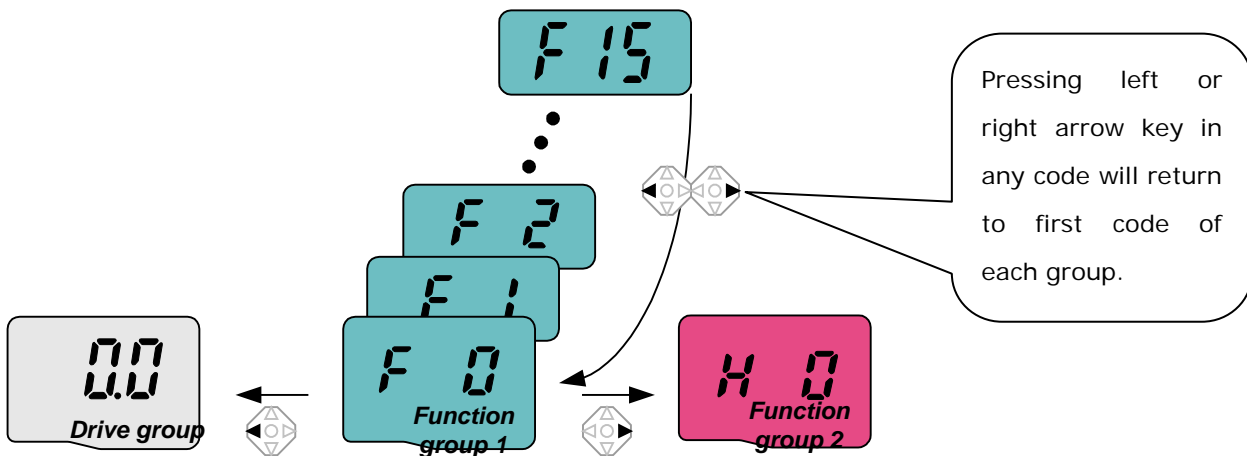 F 15
Pressing left or
right arrow key in
any code will return
to first code of
each group.
F 2
F 1
F 0
0.0
H 0
Drive group
Function
group 1
Function
group 2